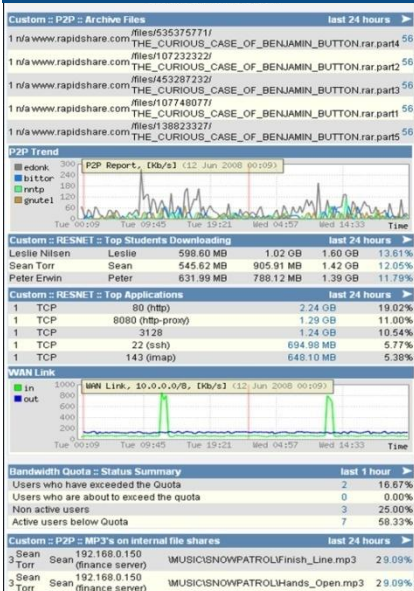 Custom :: P2P :: Archive Files last 24 hours
1 n/a www.rapidshare.com /files/535375771/ THE_CURIOUS_CASE_OF_BENJAMIN_BUTTON.rar.part4 56
1 n/a www.rapidshare.com /files/107232322/ THE_CURIOUS_CASE_OF_BENJAMIN_BUTTON.rar.part2 56
1 n/a www.rapidshare.com /files/453287232/ THE_CURIOUS_CASE_OF_BENJAMIN_BUTTON.rar.part3 56
1 n/a www.rapidshare.com /files/107748077/ THE_CURIOUS_CASE_OF_BENJAMIN_BUTTON.rar.part1 56
1 n/a www.rapidshare.com /files/138823327/ THE_CURIOUS_CASE_OF_BENJAMIN_BUTTON.rar.part5 56
P2P Trend
P2P Report, [Kb/s] (12 Jun 2008 00:09)
edonk
bittor
nntp
gnutel
300
240
180
120
60
0
Tue 00:09 Tue 09:45 Tue 19:21 Wed 04:57 Wed 14:33 Time
Custom :: RESNET :: Top Students Downloading last 24 hours
Leslie Nilsen Leslie 598.60 MB 1.02 GB 1.60 GB 13.61%
Sean Torr Sean 545.62 MB 905.91 MB 1.42 GB 12.05%
Peter Erwin Peter 631.99 MB 788.12 MB 1.39 GB 11.79%
Custom :: RESNET :: Top Applications last 24 hours
1 TCP 80 (http) 2.24 GB 19.02%
1 TCP 8080 (http-proxy) 1.29 GB 11.00%
1 TCP 3128 1.24 GB 10.54%
1 TCP 22 (ssh) 694.98 MB 5.77%
1 TCP 143 (imap) 648.10 MB 5.38%
WAN Link
WAN Link, 10.0.0.0/8, [Kb/s] (12 Jun 2008 00:09)
in
out
1000
800
600
400
200
0
Tue 00:09 Tue 09:45 Tue 19:21 Wed 04:57 Wed 14:33 Time
Bandwidth Quota :: Status Summary last 1 hour
Users who have exceeded the Quota 2 16.67%
Users who are about to exceed the quota 0 0.00%
Non active users 3 25.00%
Active users below Quota 7 58.33%
Custom :: P2P :: MP3's on internal file shares last 24 hours
3 Sean Torr Sean 192.168.0.150 (finance server) \MUSIC\SNOWPATROL\Finish_Line.mp3 2 9.09%
3 Sean Torr Sean 192.168.0.150 (finance server) \MUSIC\SNOWPATROL\Hands_Open.mp3 2 9.09%